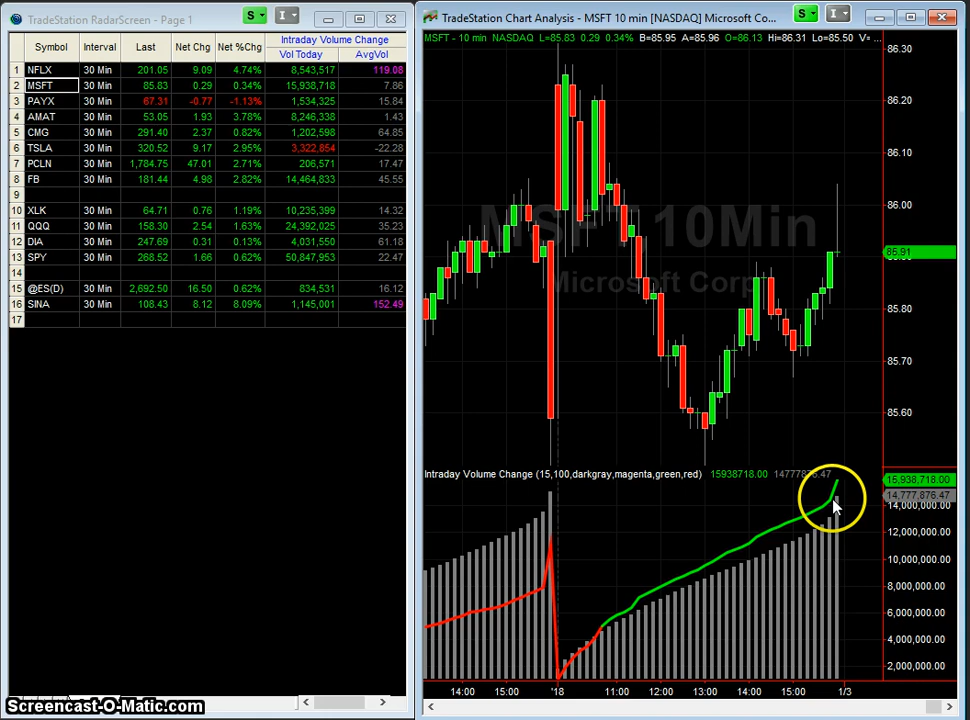 TradeStation RadarScreen - Page 1
S
I
Symbol Interval Last Net Chg Net %Chg Intraday Volume Change
Vol Today AvgVol
1 NFLX 30 Min 201.05 9.09 4.74% 8,543,517 119.08
2 MSFT 30 Min 85.83 0.29 0.34% 15,938,718 7.86
3 PAYX 30 Min 67.31 -0.77 -1.13% 1,534,325 15.84
4 AMAT 30 Min 53.05 1.93 3.78% 8,246,338 1.43
5 CMG 30 Min 291.40 2.37 0.82% 1,202,598 64.85
6 TSLA 30 Min 320.52 9.17 2.95% 3,322,854 -22.28
7 PCLN 30 Min 1,784.75 47.01 2.71% 206,571 17.47
8 FB 30 Min 181.44 4.98 2.82% 14,464,833 45.55
9
10 XLK 30 Min 64.71 0.76 1.19% 10,235,399 14.32
11 QQQ 30 Min 158.30 2.54 1.63% 24,392,025 35.23
12 DIA 30 Min 247.69 0.31 0.13% 4,031,550 61.18
13 SPY 30 Min 268.52 1.66 0.62% 50,847,953 22.47
14
15 @ES(D) 30 Min 2,692.50 16.50 0.62% 834,531 16.12
16 SINA 30 Min 108.43 8.12 8.09% 1,145,001 152.49
17
Screencast-O-Matic.com
TradeStation Chart Analysis - MSFT 10 min [NASDAQ] Microsoft Co...
S
I
MSFT - 10 min NASDAQ L=85.83 0.29 0.34% B=85.95 A=85.96 O=86.13 Hi=86.31 Lo=85.50 V= ...
86.30
86.20
86.10
86.00
MSFT 10Min
Microsoft Corp
85.91
85.80
85.70
85.60
Intraday Volume Change (15,100,darkgray,magenta,green,red) 15938718.00 14777876.47
15,938,718.00
14,777,876.47
14,000,000.00
12,000,000.00
10,000,000.00
8,000,000.00
6,000,000.00
4,000,000.00
2,000,000.00
14:00 15:00 '18 11:00 12:00 13:00 14:00 15:00 1/3